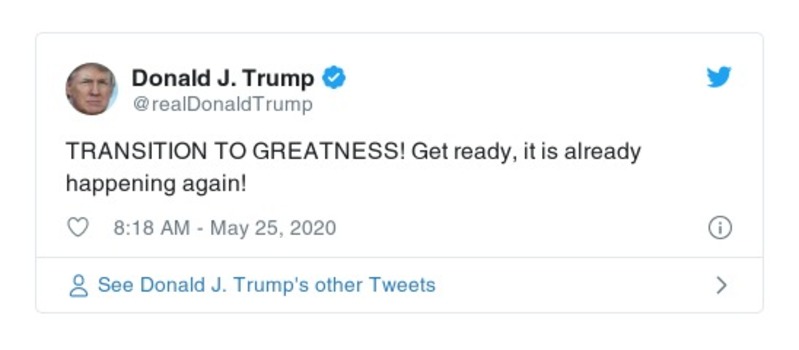 Donald J. Trump
@realDonaldTrump
TRANSITION TO GREATNESS! Get ready, it is already
happening again!
8:18 AM - May 25, 2020
See Donald J. Trump's other Tweets